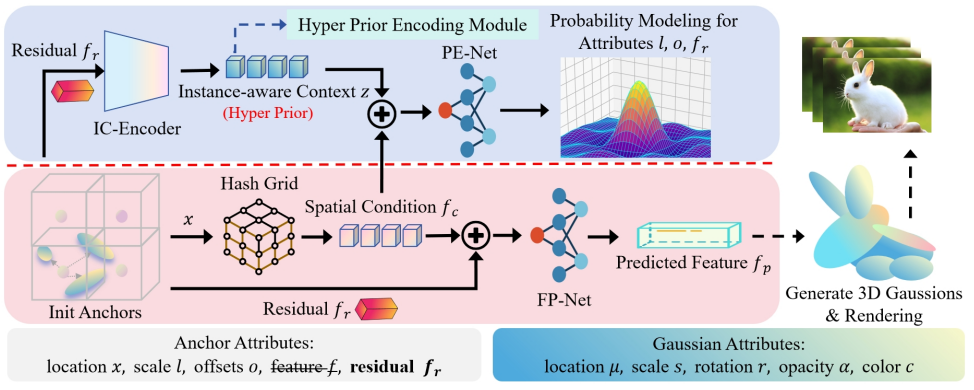 Residual f_r
IC-Encoder
Instance-aware Context z
(Hyper Prior)
Hyper Prior Encoding Module
PE-Net
Probability Modeling for
Attributes l, o, f_r
Init Anchors
x
Hash Grid
Spatial Condition f_c
Residual f_r
FP-Net
Predicted Feature f_p
Generate 3D Gaussions
& Rendering
Anchor Attributes:
location x, scale l, offsets o, feature f, residual f_r
Gaussian Attributes:
location μ, scale s, rotation r, opacity α, color c